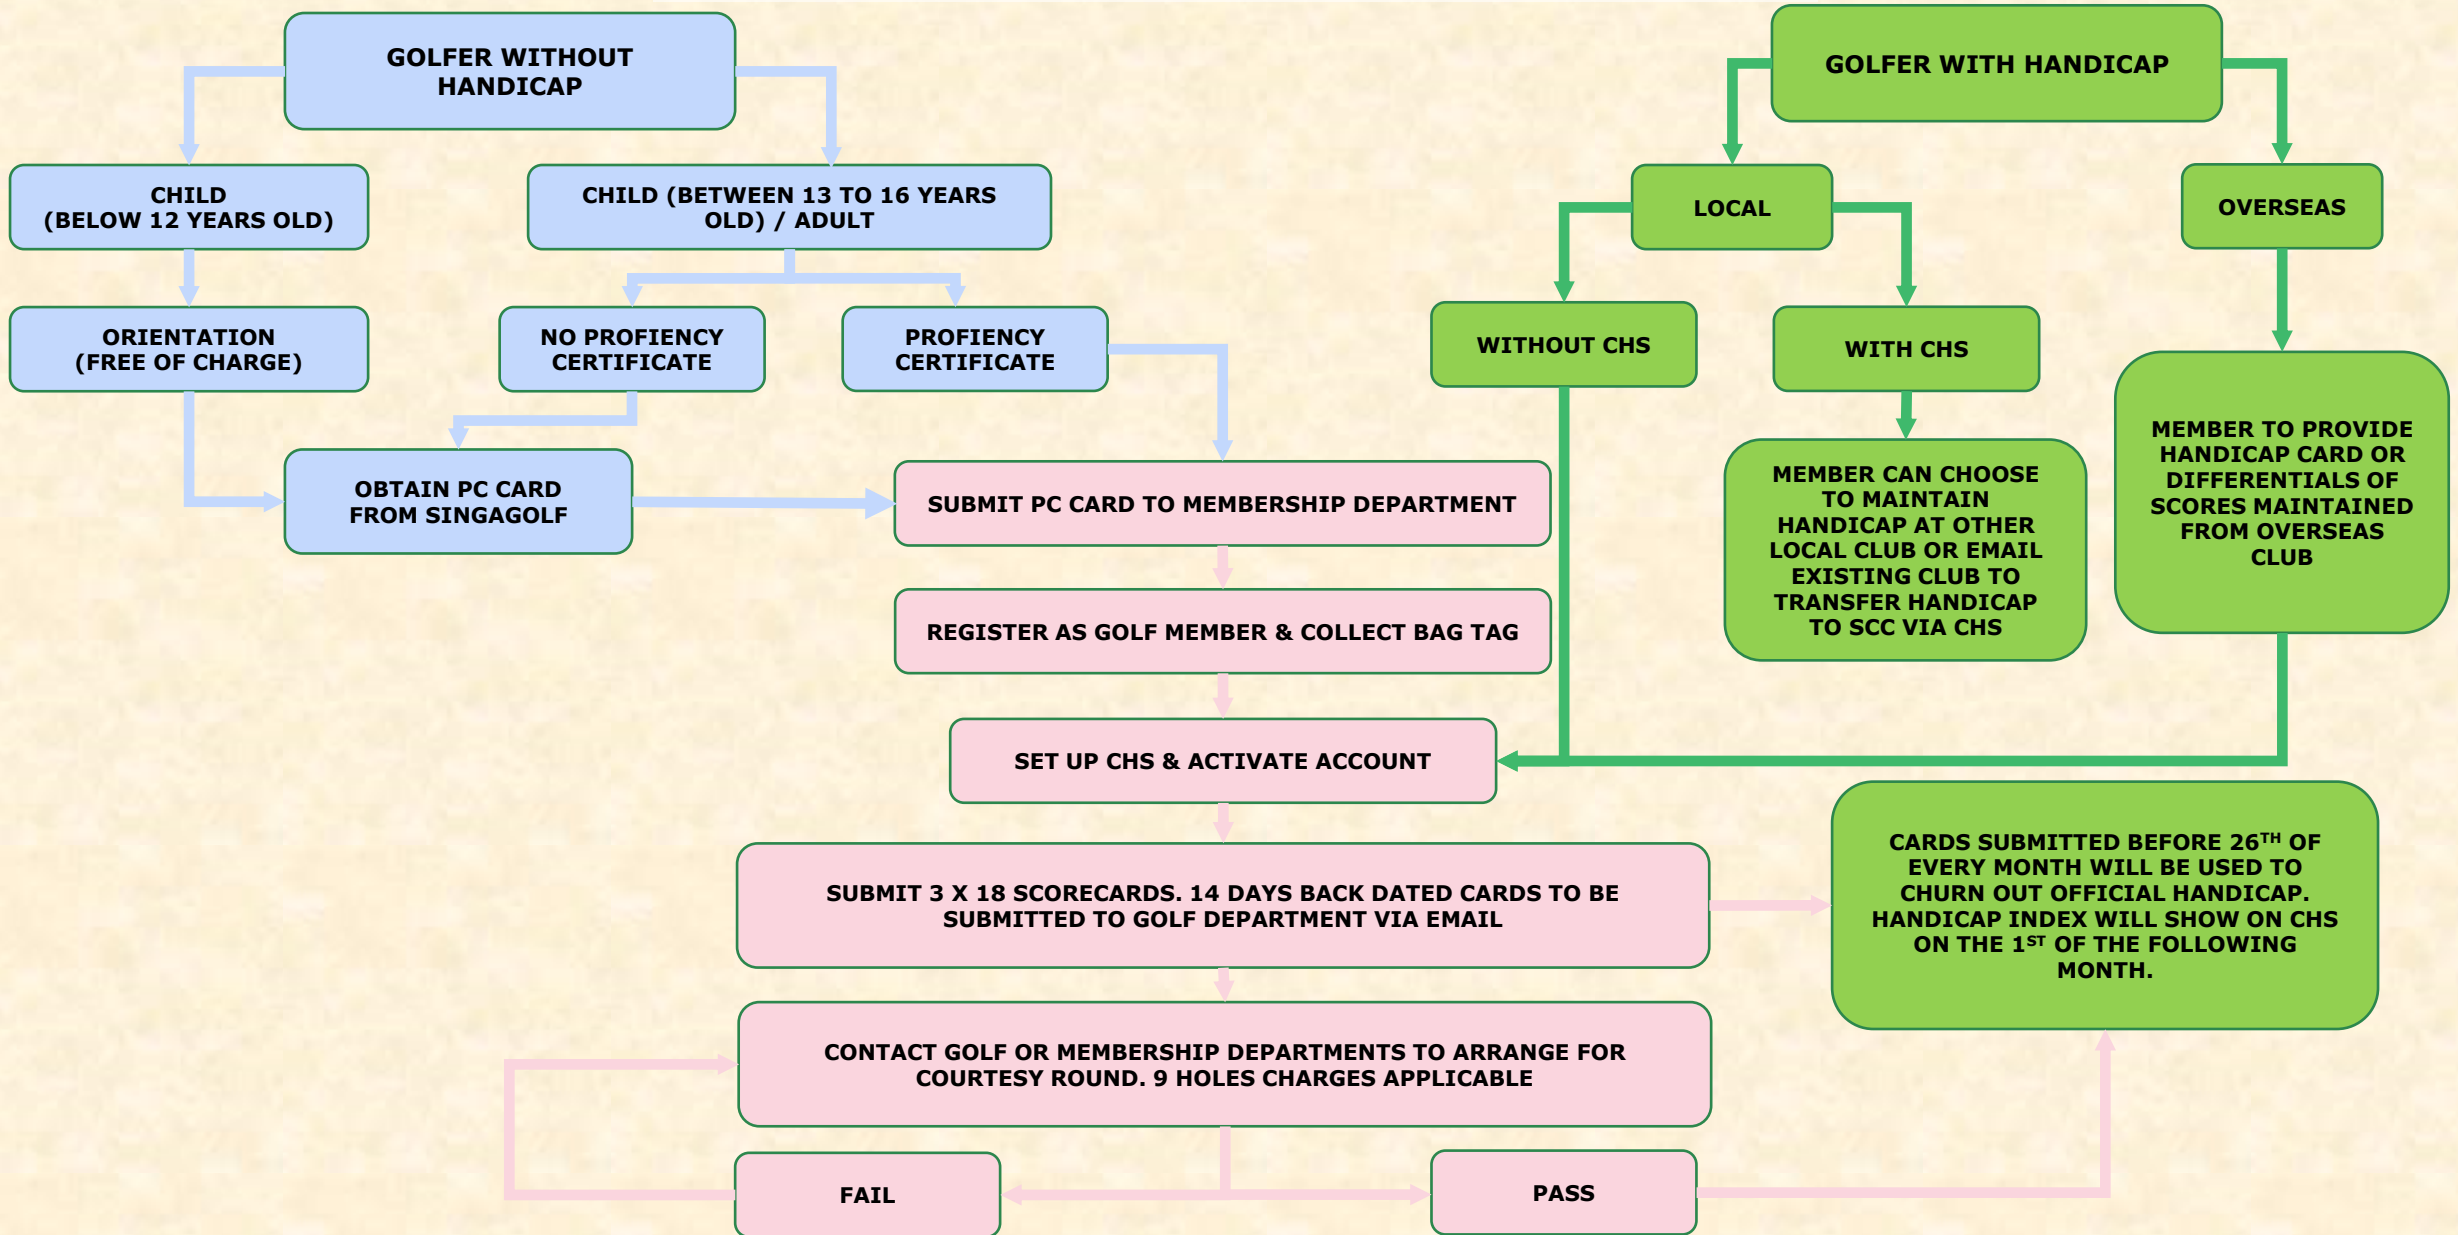 GOLFER WITHOUT
HANDICAP
GOLFER WITH HANDICAP
CHILD
(BELOW 12 YEARS OLD)
CHILD (BETWEEN 13 TO 16 YEARS
OLD) / ADULT
LOCAL
OVERSEAS
ORIENTATION
(FREE OF CHARGE)
NO PROFIENCY
CERTIFICATE
PROFIENCY
CERTIFICATE
WITHOUT CHS
WITH CHS
MEMBER TO PROVIDE
HANDICAP CARD OR
DIFFERENTIALS OF
SCORES MAINTAINED
FROM OVERSEAS
CLUB
OBTAIN PC CARD
FROM SINGAGOLF
SUBMIT PC CARD TO MEMBERSHIP DEPARTMENT
MEMBER CAN CHOOSE
TO MAINTAIN
HANDICAP AT OTHER
LOCAL CLUB OR EMAIL
EXISTING CLUB TO
TRANSFER HANDICAP
TO SCC VIA CHS
REGISTER AS GOLF MEMBER & COLLECT BAG TAG
SET UP CHS & ACTIVATE ACCOUNT
SUBMIT 3 X 18 SCORECARDS. 14 DAYS BACK DATED CARDS TO BE
SUBMITTED TO GOLF DEPARTMENT VIA EMAIL
CARDS SUBMITTED BEFORE 26TH OF
EVERY MONTH WILL BE USED TO
CHURN OUT OFFICIAL HANDICAP.
HANDICAP INDEX WILL SHOW ON CHS
ON THE 1ST OF THE FOLLOWING
MONTH.
CONTACT GOLF OR MEMBERSHIP DEPARTMENTS TO ARRANGE FOR
COURTESY ROUND. 9 HOLES CHARGES APPLICABLE
FAIL
PASS